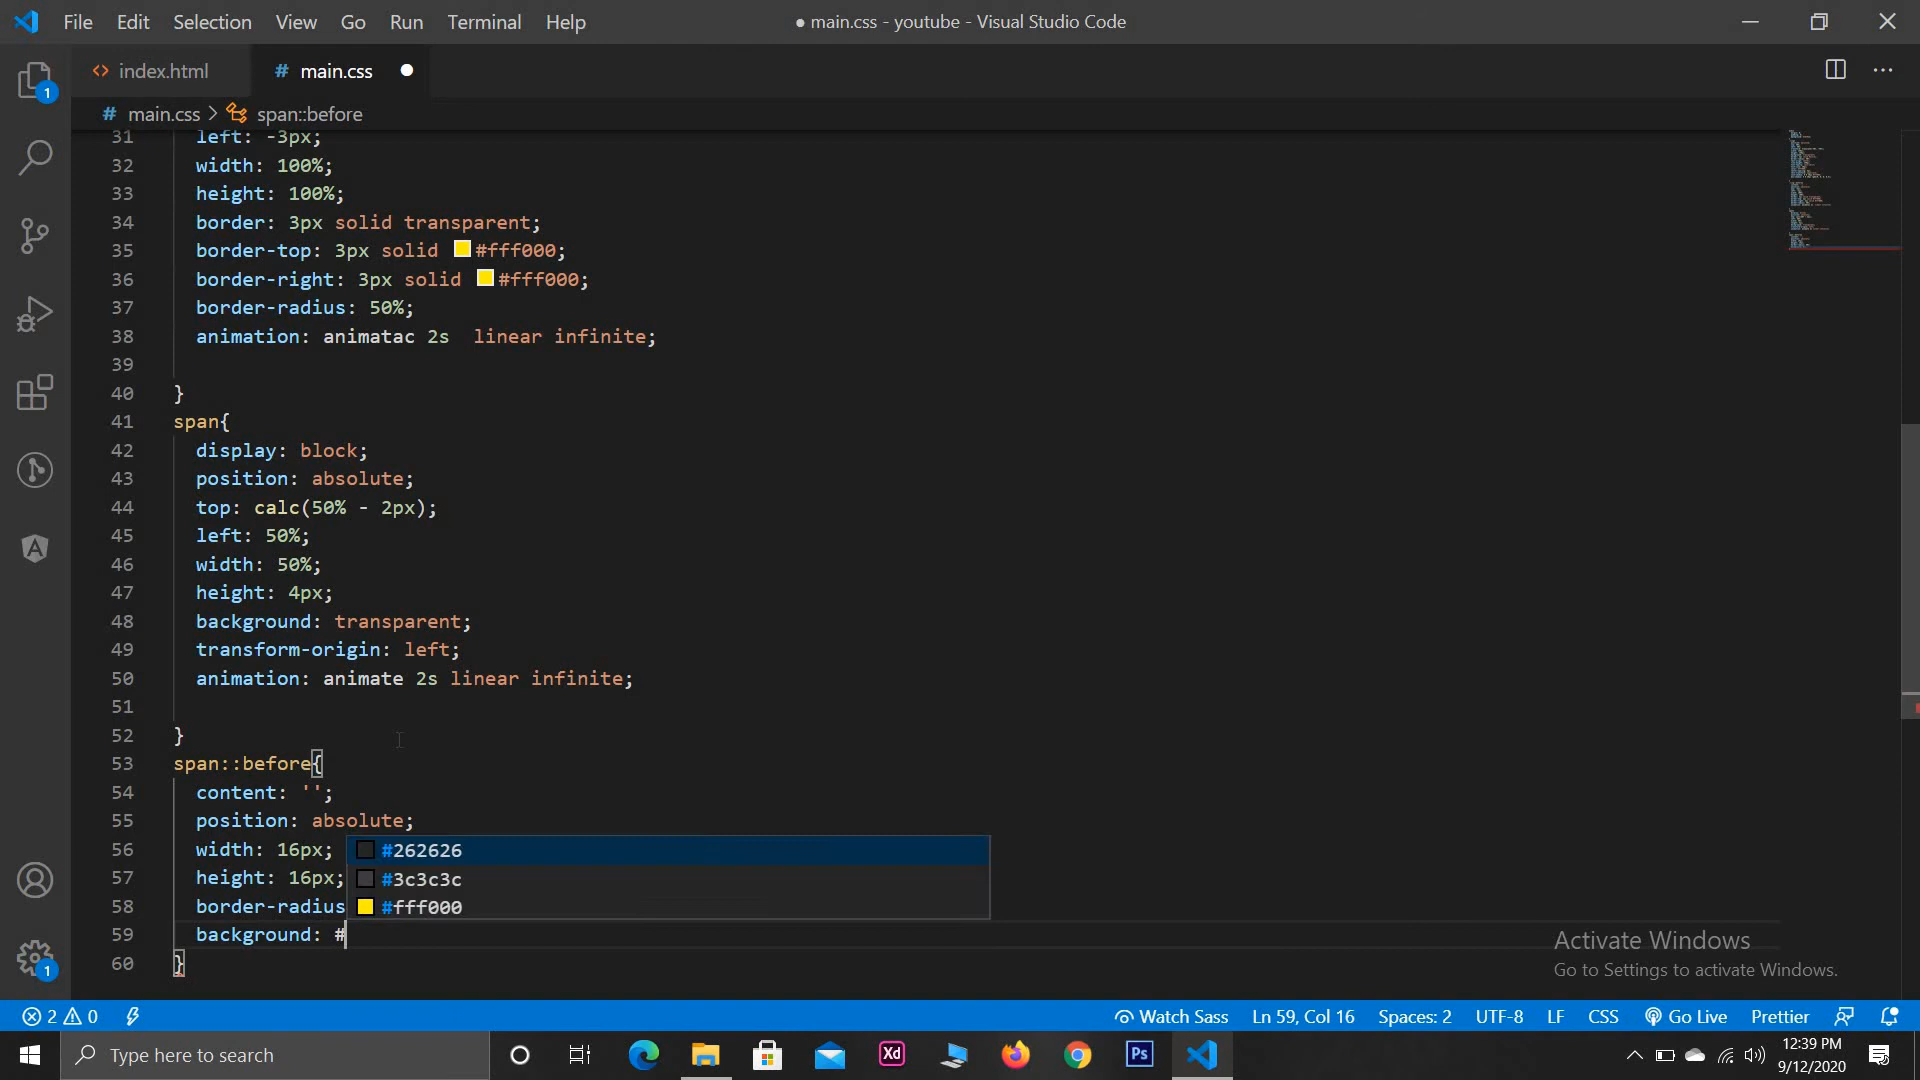 File Edit Selection View Go Run Terminal Help
● main.css - youtube - Visual Studio Code
<> index.html
# main.css ●
# main.css > span::before
31 left: -3px;
32 width: 100%;
33 height: 100%;
34 border: 3px solid transparent;
35 border-top: 3px solid #fff000;
36 border-right: 3px solid #fff000;
37 border-radius: 50%;
38 animation: animatac 2s  linear infinite;
39
40 }
41 span{
42 display: block;
43 position: absolute;
44 top: calc(50% - 2px);
45 left: 50%;
46 width: 50%;
47 height: 4px;
48 background: transparent;
49 transform-origin: left;
50 animation: animate 2s linear infinite;
51
52 }
53 span::before{
54 content: '';
55 position: absolute;
56 width: 16px;
57 height: 16px;
58 border-radius
59 background: #
60 }
#262626
#3c3c3c
#fff000
1
1
Activate Windows
Go to Settings to activate Windows.
2 0
Watch Sass Ln 59, Col 16 Spaces: 2 UTF-8 LF CSS Go Live Prettier
Type here to search
Xd
Ps
12:39 PM
9/12/2020